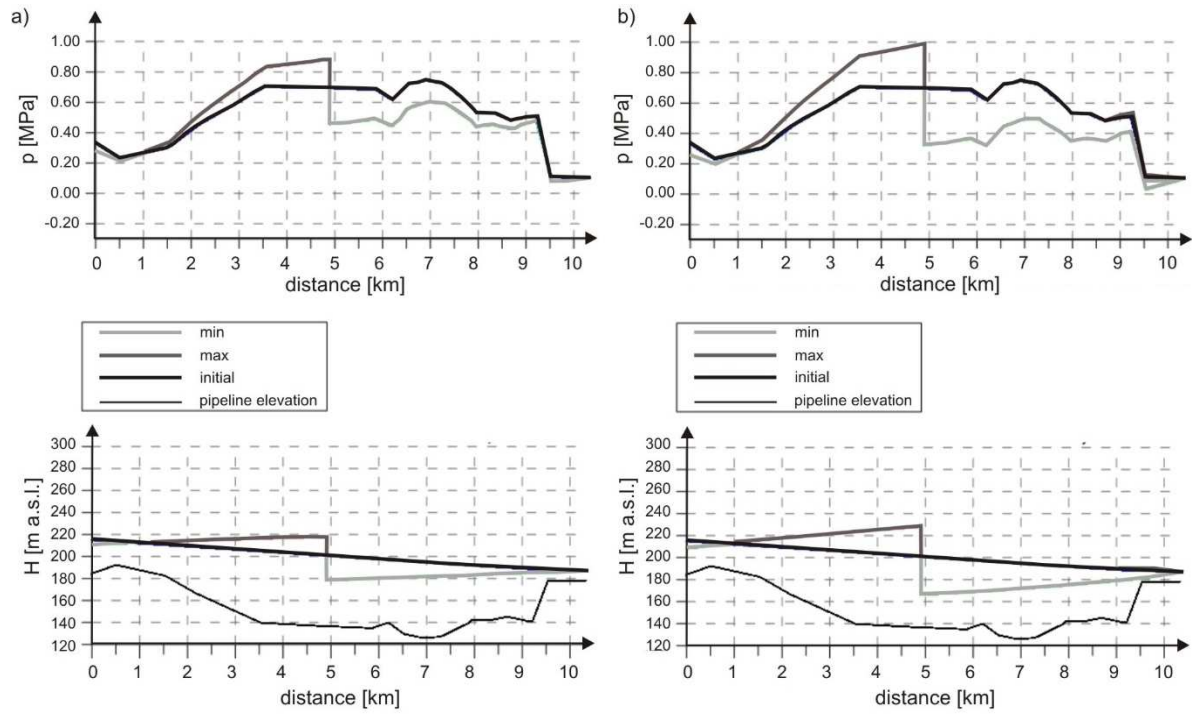 a)
p [MPa]
1.00
0.80
0.60
0.40
0.20
0.00
-0.20
0 1 2 3 4 5 6 7 8 9 10
distance [km]
b)
p [MPa]
1.00
0.80
0.60
0.40
0.20
0.00
-0.20
0 1 2 3 4 5 6 7 8 9 10
distance [km]
min
max
initial
pipeline elevation
min
max
initial
pipeline elevation
H [m a.s.l.]
300
280
260
240
220
200
180
160
140
120
0 1 2 3 4 5 6 7 8 9 10
distance [km]
H [m a.s.l.]
300
280
260
240
220
200
180
160
140
120
0 1 2 3 4 5 6 7 8 9 10
distance [km]